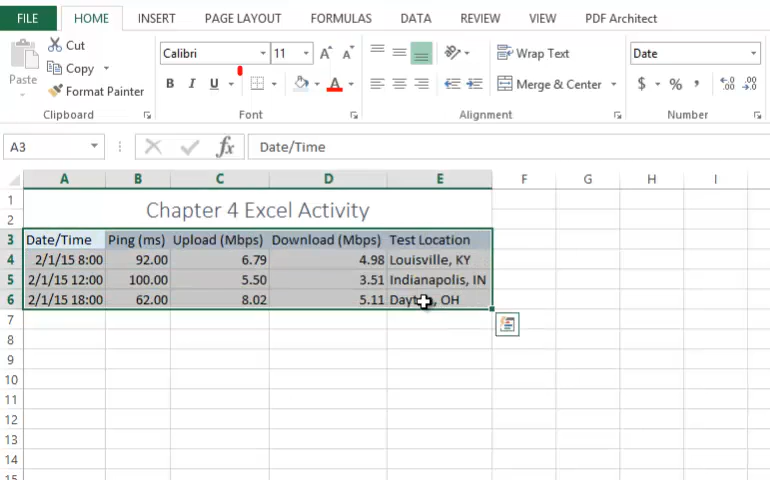 FILE HOME INSERT PAGE LAYOUT FORMULAS DATA REVIEW VIEW PDF Architect
Paste
Cut
Copy
Format Painter
Clipboard
Calibri 11 A A
B I U A
Font
Wrap Text
Merge & Center
Alignment
Date
$ % , .00
Number
A3 fx Date/Time
A B C D E F G H I
1 Chapter 4 Excel Activity
2
3 Date/Time Ping (ms) Upload (Mbps) Download (Mbps) Test Location
4 2/1/15 8:00 92.00 6.79 4.98 Louisville, KY
5 2/1/15 12:00 100.00 5.50 3.51 Indianapolis, IN
6 2/1/15 18:00 62.00 8.02 5.11 Dayton, OH
7
8
9
10
11
12
13
14
15